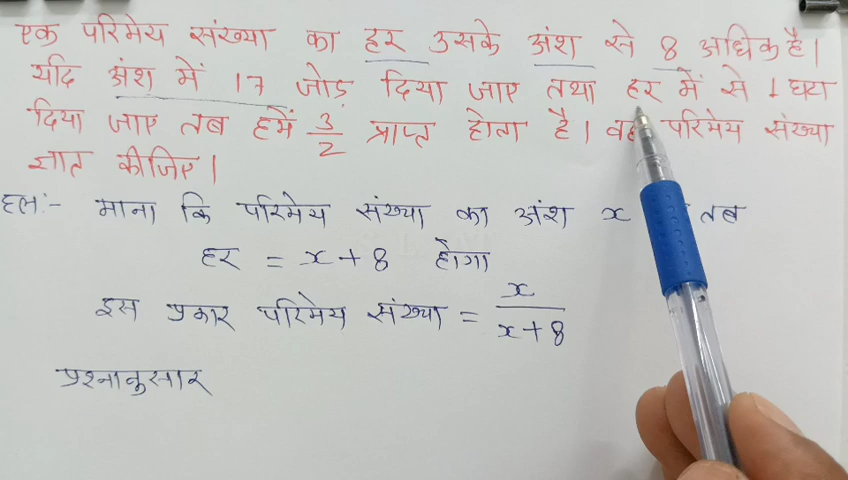 एक परिमेय संख्या का हर उसके अंश से 8 अधिक है।
यदि अंश में 17 जोड़ दिया जाए तथा हर में से 1 घटा
दिया जाए तब हमें 3/2 प्राप्त होता है। वह परिमेय संख्या
ज्ञात कीजिए।
हल:- माना कि परिमेय संख्या का अंश x तब
हर = x+8 होगा
इस प्रकार परिमेय संख्या = x/x+8
प्रश्नानुसार